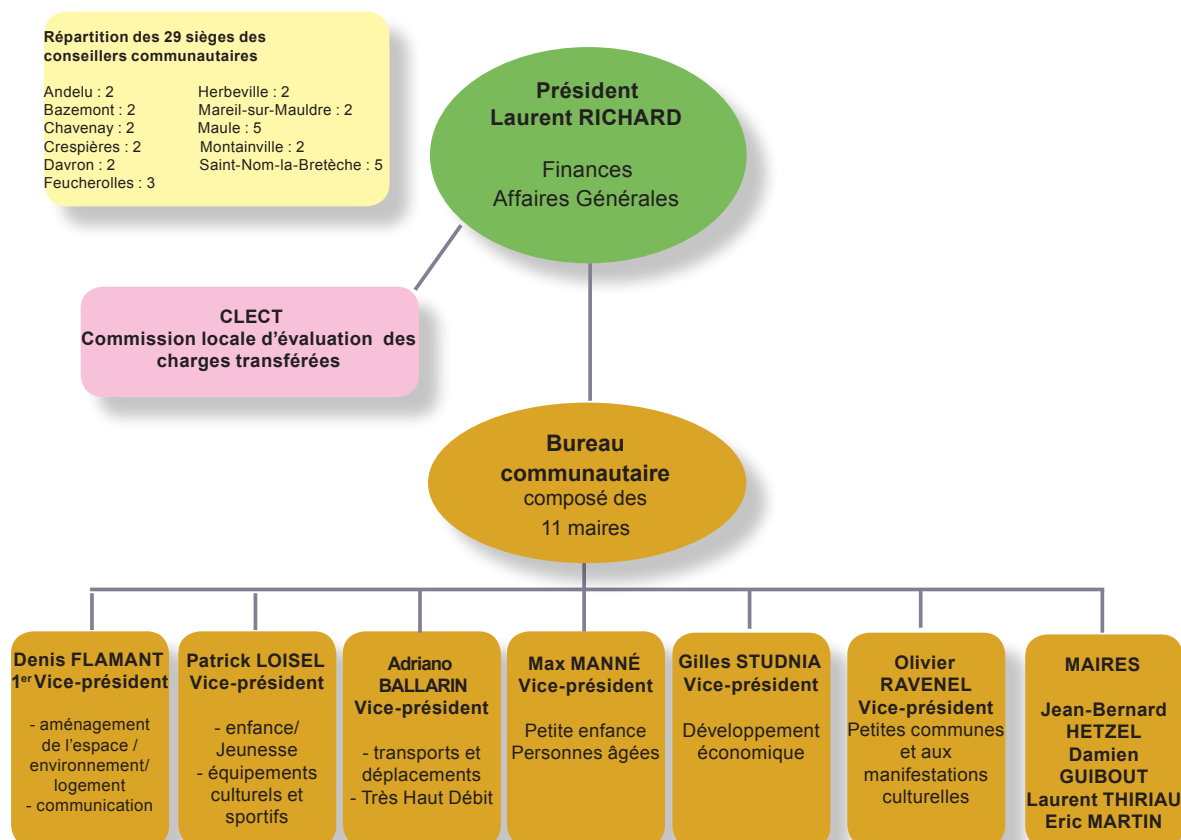 Répartition des 29 sièges des
conseillers communautaires
Andelu : 2
Bazemont : 2
Chavenay : 2
Crespières : 2
Davron : 2
Feucherolles : 3
Herbeville : 2
Mareil-sur-Mauldre : 2
Maule : 5
Montainville : 2
Saint-Nom-la-Bretèche : 5
Président
Laurent RICHARD
Finances
Affaires Générales
CLECT
Commission locale d'évaluation des
charges transférées
Bureau
communautaire
composé des
11 maires
Denis FLAMANT
1er Vice-président
- aménagement
de l'espace /
environnement/
logement
- communication
Patrick LOISEL
Vice-président
- enfance/
Jeunesse
- équipements
culturels et
sportifs
Adriano
BALLARIN
Vice-président
- transports et
déplacements
- Très Haut Débit
Max MANNÉ
Vice-président
Petite enfance
Personnes âgées
Gilles STUDNIA
Vice-président
Développement
économique
Olivier
RAVENEL
Vice-président
Petites communes
et aux
manifestations
culturelles
MAIRES
Jean-Bernard
HETZEL
Damien
GUIBOUT
Laurent THIRIAU
Eric MARTIN